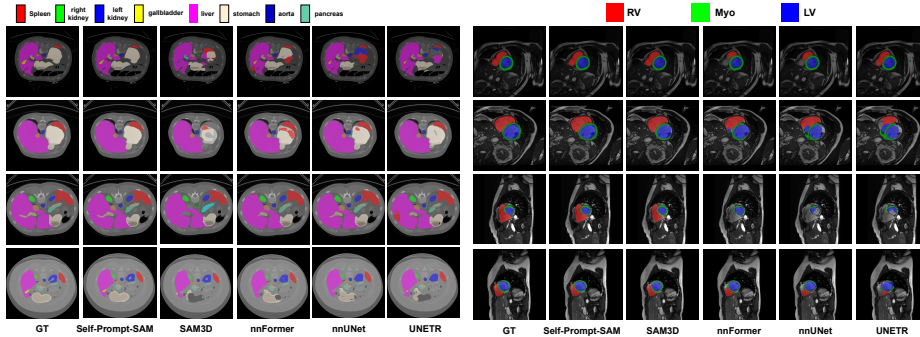 Spleen
right kidney
left kidney
gallbladder
liver
stomach
aorta
pancreas
GT Self-Prompt-SAM SAM3D nnFormer nnUNet UNETR
RV Myo LV
GT Self-Prompt-SAM SAM3D nnFormer nnUNet UNETR